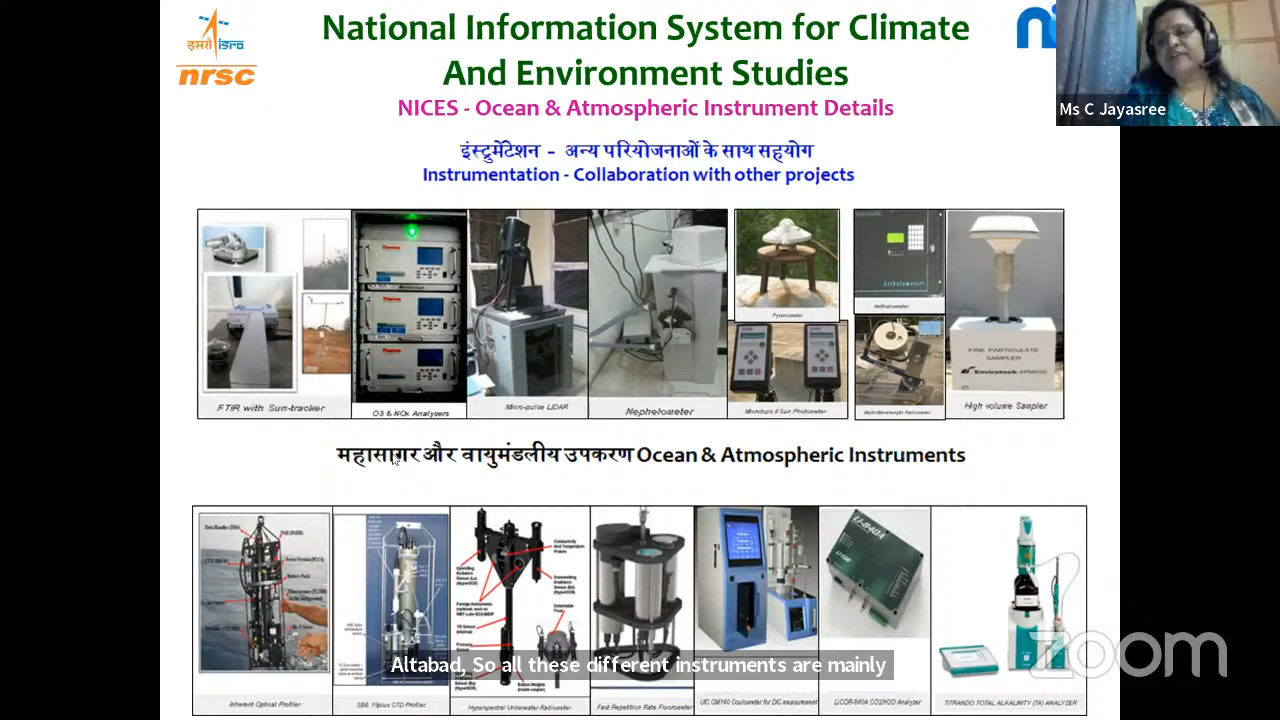 इसरो isro
nrsc
National Information System for Climate
And Environment Studies
NICES - Ocean & Atmospheric Instrument Details
Ms C Jayasree
इंस्ट्रुमेंटेशन - अन्य परियोजनाओं के साथ सहयोग
Instrumentation - Collaboration with other projects
FTIR with Sun-tracker
O3 & NOx Analysers
Micro-pulse LIDAR
Nephelometer
Pyranometer
Microtops II Sun Photometer
Aethalometer
Multi-Wavelength Radiometer
FINE PARTICULATE
SAMPLER
Envirotech APM550
High volume Sampler
महासागर और वायुमंडलीय उपकरण Ocean & Atmospheric Instruments
Inherent Optical Profiler
SBE 19plus CTD Profiler
Hyperspectral Underwater Radiometer
Fast Repetition Rate Fluorometer
UIC CM140 Coulometer for DIC measurement
LI-840A
LiCOR-840A CO2/H2O Analyzer
TITRANDO TOTAL ALKALINITY (TA) ANALYZER
Altabad, So all these different instruments are mainly
zoom